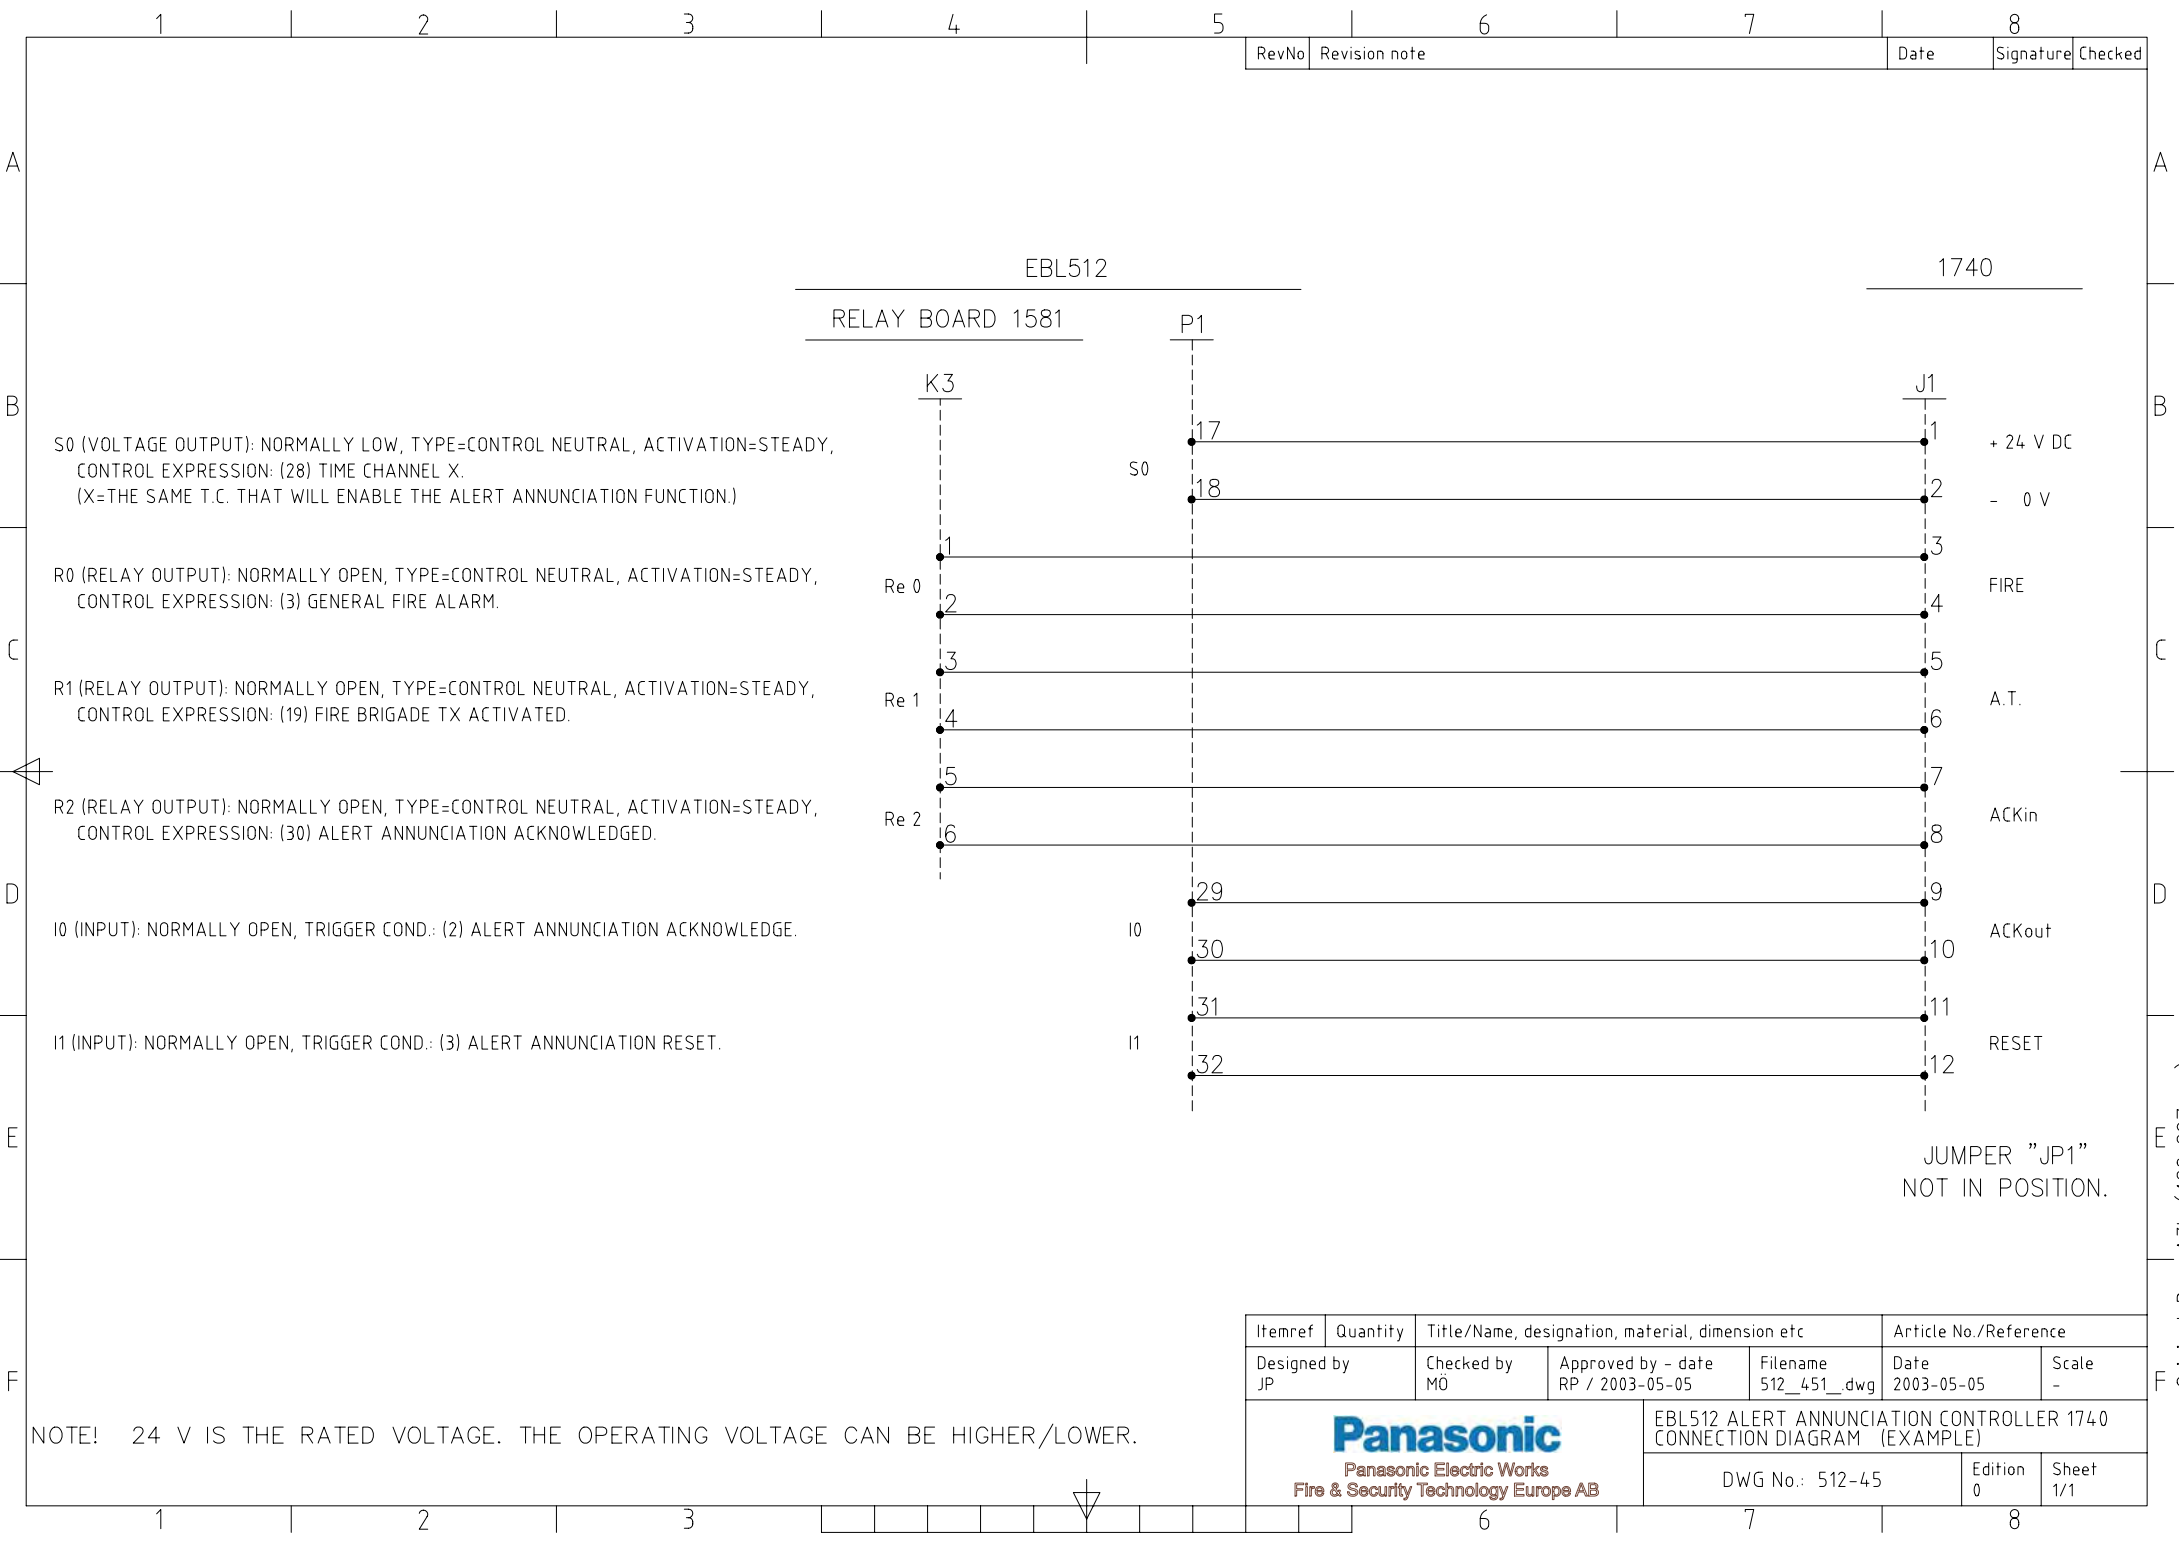 1 2 3 4 5 6 7 8
RevNo Revision note Date Signature Checked
A A
EBL512 1740
RELAY BOARD 1581 P1
K3 J1
B B
S0 (VOLTAGE OUTPUT): NORMALLY LOW, TYPE=CONTROL NEUTRAL, ACTIVATION=STEADY,
CONTROL EXPRESSION: (28) TIME CHANNEL X.
(X=THE SAME T.C. THAT WILL ENABLE THE ALERT ANNUNCIATION FUNCTION.)
17 1 + 24 V DC
S0
18 2 - 0 V
1 3
R0 (RELAY OUTPUT): NORMALLY OPEN, TYPE=CONTROL NEUTRAL, ACTIVATION=STEADY,
CONTROL EXPRESSION: (3) GENERAL FIRE ALARM.
Re 0 FIRE
2 4
C C
3 5
R1 (RELAY OUTPUT): NORMALLY OPEN, TYPE=CONTROL NEUTRAL, ACTIVATION=STEADY,
CONTROL EXPRESSION: (19) FIRE BRIGADE TX ACTIVATED.
Re 1 A.T.
4 6
5 7
R2 (RELAY OUTPUT): NORMALLY OPEN, TYPE=CONTROL NEUTRAL, ACTIVATION=STEADY,
CONTROL EXPRESSION: (30) ALERT ANNUNCIATION ACKNOWLEDGED.
Re 2 ACKin
6 8
D D
29 9
I0 (INPUT): NORMALLY OPEN, TRIGGER COND.: (2) ALERT ANNUNCIATION ACKNOWLEDGE.
I0 ACKout
30 10
31 11
I1 (INPUT): NORMALLY OPEN, TRIGGER COND.: (3) ALERT ANNUNCIATION RESET.
I1 RESET
32 12
E E
JUMPER "JP1"
NOT IN POSITION.
Itemref Quantity Title/Name, designation, material, dimension etc Article No./Reference
Designed by Checked by Approved by - date Filename Date Scale
JP MÖ RP / 2003-05-05 512__451__.dwg 2003-05-05 -
F F
NOTE! 24 V IS THE RATED VOLTAGE. THE OPERATING VOLTAGE CAN BE HIGHER/LOWER.
Panasonic
Panasonic Electric Works
Fire & Security Technology Europe AB
EBL512 ALERT ANNUNCIATION CONTROLLER 1740
CONNECTION DIAGRAM (EXAMPLE)
DWG No.: 512-45
Edition Sheet
0 1/1
1 2 3 6 7 8